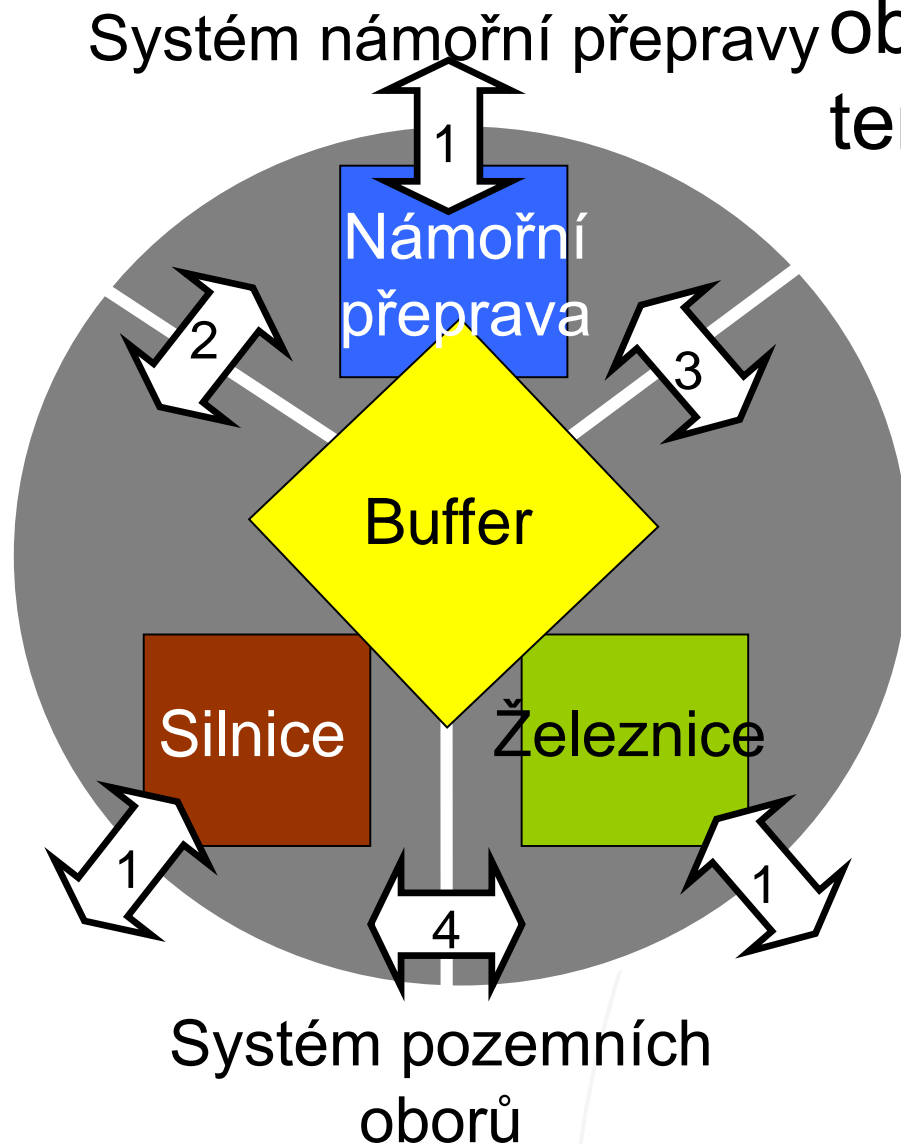 Systém námořní přepravy
1
Námořní
přeprava
2
3
Buffer
Silnice
Železnice
1
1
4
Systém pozemních
oborů